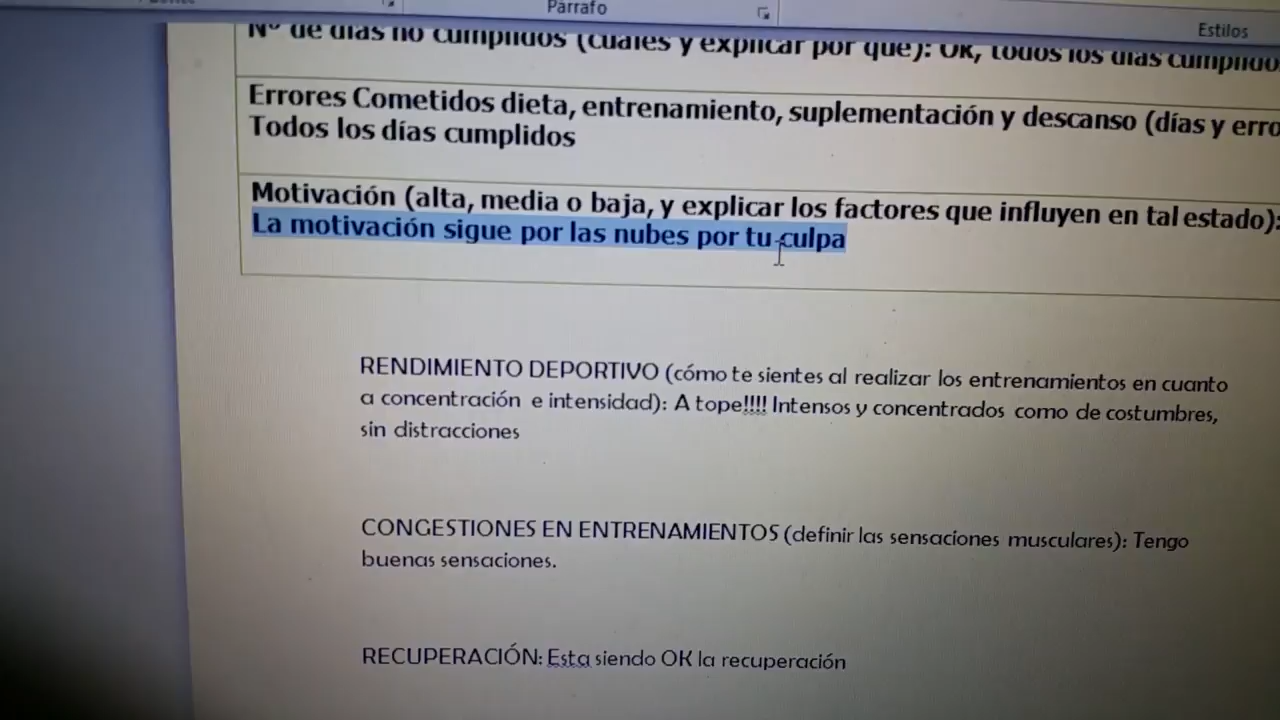 Párrafo
Estilos
Nº de días no cumplidos (cuáles y explicar por qué): Ok, todos los días cumplido
Errores Cometidos dieta, entrenamiento, suplementación y descanso (días y erro
Todos los días cumplidos
Motivación (alta, media o baja, y explicar los factores que influyen en tal estado):
La motivación sigue por las nubes por tu culpa
RENDIMIENTO DEPORTIVO (cómo te sientes al realizar los entrenamientos en cuanto
a concentración e intensidad): A tope!!!! Intensos y concentrados como de costumbres,
sin distracciones
CONGESTIONES EN ENTRENAMIENTOS (definir las sensaciones musculares): Tengo
buenas sensaciones.
RECUPERACIÓN: Esta siendo OK la recuperación